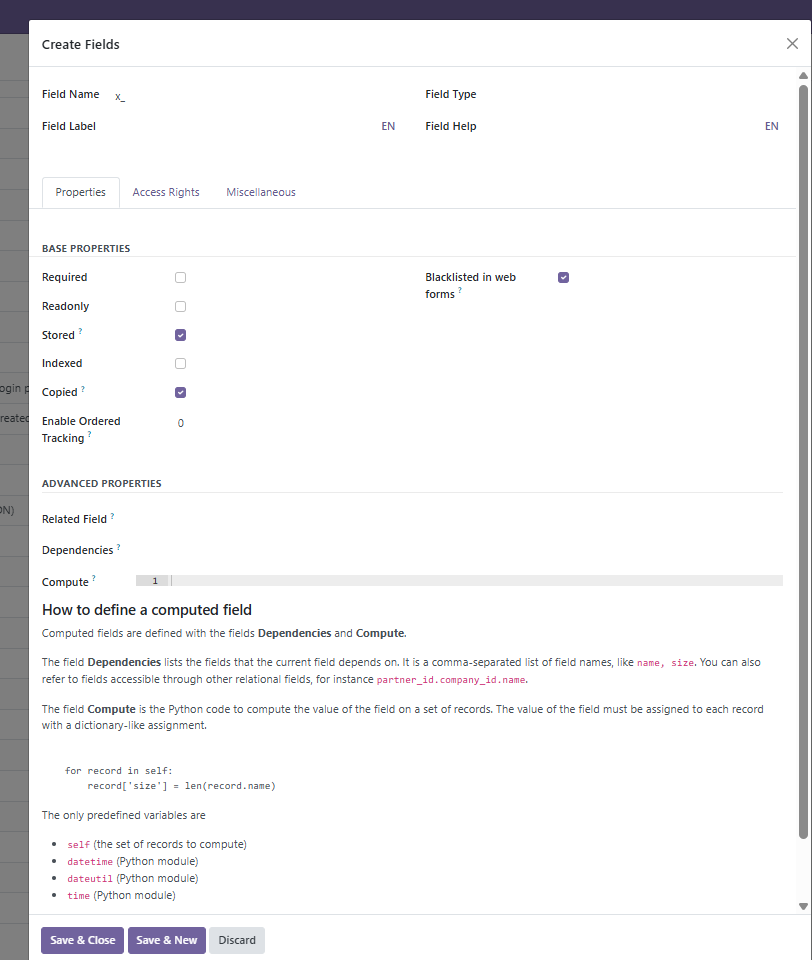 Create Fields
Field Name x_ Field Type
Field Label EN Field Help EN
Properties Access Rights Miscellaneous
BASE PROPERTIES
Required Blacklisted in web
forms ?
Readonly
Stored ?
Indexed
ogin p
Copied ?
reated
Enable Ordered 0
Tracking ?
ADVANCED PROPERTIES
ON)
Related Field ?
Dependencies ?
Compute ? 1
How to define a computed field
Computed fields are defined with the fields Dependencies and Compute.
The field Dependencies lists the fields that the current field depends on. It is a comma-separated list of field names, like name, size. You can also
refer to fields accessible through other relational fields, for instance partner_id.company_id.name.
The field Compute is the Python code to compute the value of the field on a set of records. The value of the field must be assigned to each record
with a dictionary-like assignment.
for record in self:
record['size'] = len(record.name)
The only predefined variables are
• self (the set of records to compute)
• datetime (Python module)
• dateutil (Python module)
• time (Python module)
Save & Close Save & New Discard